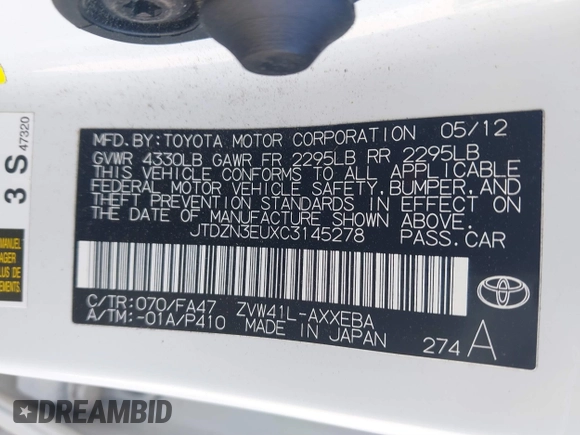 MFD. BY: TOYOTA MOTOR CORPORATION 05/12
GVWR 4330LB GAWR FR 2295LB RR 2295LB
THIS VEHICLE CONFORMS TO ALL APPLICABLE
FEDERAL MOTOR VEHICLE SAFETY, BUMPER, AND
THEFT PREVENTION STANDARDS IN EFFECT ON
THE DATE OF MANUFACTURE SHOWN ABOVE.
JTDZN3EUXC3145278 PASS. CAR
C/TR: 070/FA47 ZVW41L-AXXEBA
A/TM: -01A/P410 MADE IN JAPAN
274 A
3 S 47320
DREAMBID